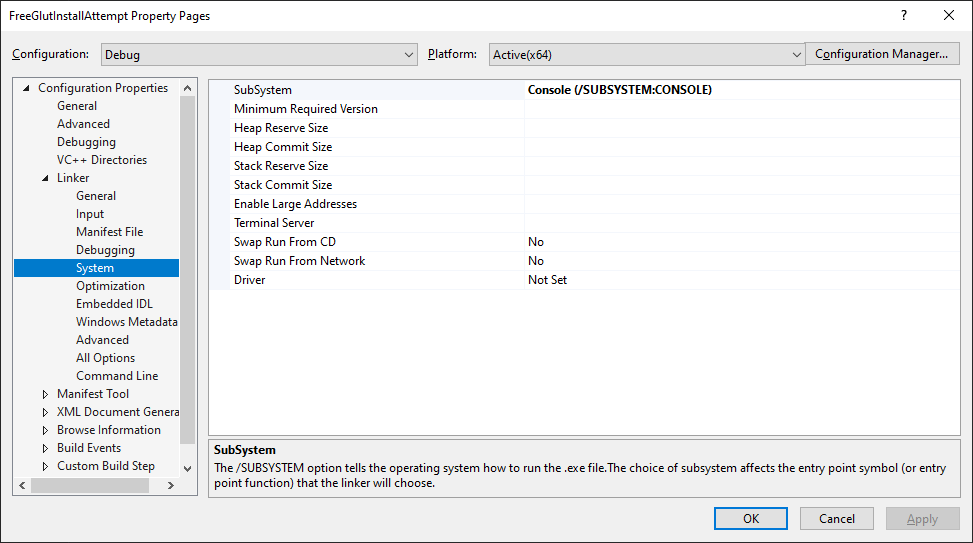 FreeGlutInstallAttempt Property Pages
?
Configuration: Debug Platform: Active(x64) Configuration Manager...
Configuration Properties
General
Advanced
Debugging
VC++ Directories
Linker
General
Input
Manifest File
Debugging
System
Optimization
Embedded IDL
Windows Metadata
Advanced
All Options
Command Line
Manifest Tool
XML Document Genera
Browse Information
Build Events
Custom Build Step
SubSystem Console (/SUBSYSTEM:CONSOLE)
Minimum Required Version
Heap Reserve Size
Heap Commit Size
Stack Reserve Size
Stack Commit Size
Enable Large Addresses
Terminal Server
Swap Run From CD No
Swap Run From Network No
Driver Not Set
SubSystem
The /SUBSYSTEM option tells the operating system how to run the .exe file.The choice of subsystem affects the entry point symbol (or entry
point function) that the linker will choose.
OK Cancel Apply